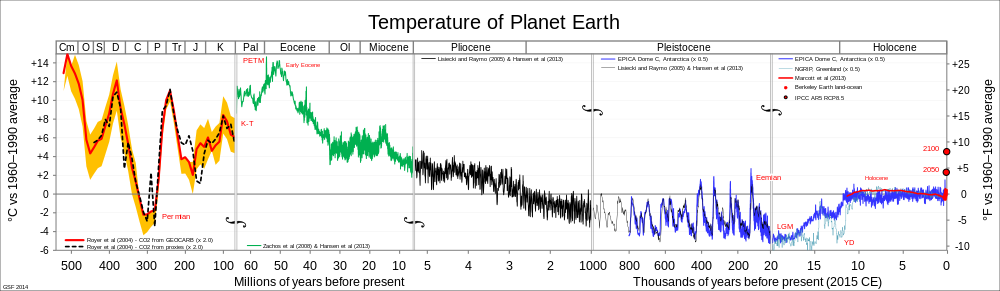 Temperature of Planet Earth
Cm O S D C P Tr J K Pal Eocene Ol Miocene Pliocene Pleistocene Holocene
°C vs 1960–1990 average
+14
+12
+10
+8
+6
+4
+2
0
-2
-4
-6
PETM
Early Eocene
K-T
Permian
Royer et al (2004) - CO2 from GEOCARB (x 2.0)
Royer et al (2004) - CO2 from proxies (x 2.0)
Zachos et al (2008) & Hansen et al (2013)
Lisiecki and Raymo (2005) & Hansen et al (2013)
EPICA Dome C, Antarctica (x 0.5)
Lisiecki and Raymo (2005) & Hansen et al (2013)
EPICA Dome C, Antarctica (x 0.5)
NGRIP, Greenland (x 0.5)
Marcott et al (2013)
Berkeley Earth land-ocean
IPCC AR5 RCP8.5
2100
2050
Eemian
Holocene
LGM
YD
+25
+20
+15
+10
+5
0
-5
-10
°F vs 1960–1990 average
500 400 300 200 100 60 50 40 30 20 10 5 4 3 2 1000 800 600 400 200 20 15 10 5 0
Millions of years before present
Thousands of years before present (2015 CE)
GSF 2014